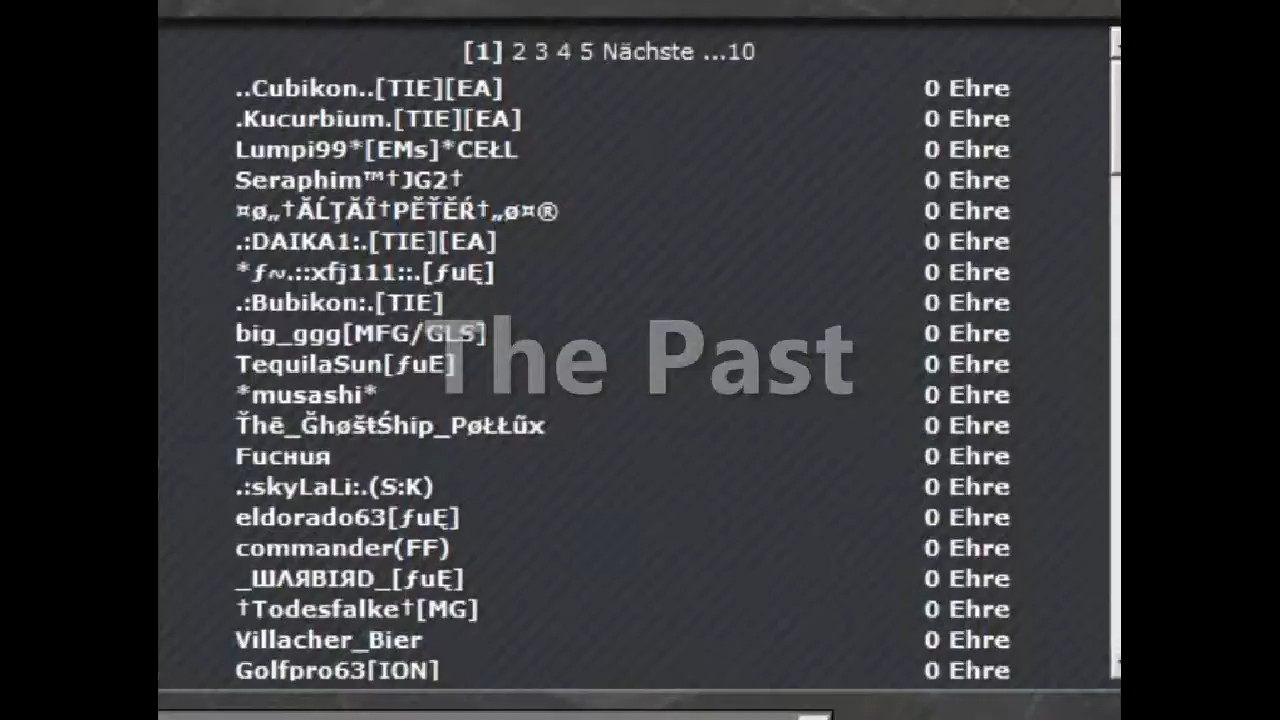 [1] 2 3 4 5 Nächste ...10
..Cubikon..[TIE][EA] 0 Ehre
.Kucurbium.[TIE][EA] 0 Ehre
Lumpi99*[EMs]*CEŁL 0 Ehre
Seraphim™†JG2† 0 Ehre
¤ø„†ĂĹŢĂÎ†PĔŤĔŔ†„ø¤® 0 Ehre
.:DAIKA1:.[TIE][EA] 0 Ehre
*ƒ~.::xfj111::.[ƒuĘ] 0 Ehre
.:Bubikon:.[TIE] 0 Ehre
big_ggg[MFG/GLS] 0 Ehre
The Past
TequilaSun[ƒuE] 0 Ehre
*musashi* 0 Ehre
Ťhē_ĞhøšŧŚhip_PøŁŁũx 0 Ehre
Fuснuя 0 Ehre
.:skyLaLi:.(S:K) 0 Ehre
eldorado63[ƒuĘ] 0 Ehre
commander(FF) 0 Ehre
_ШΛЯBIЯD_[ƒuĘ] 0 Ehre
†Todesfalke†[MG] 0 Ehre
Villacher_Bier 0 Ehre
Golfpro63[ION] 0 Ehre